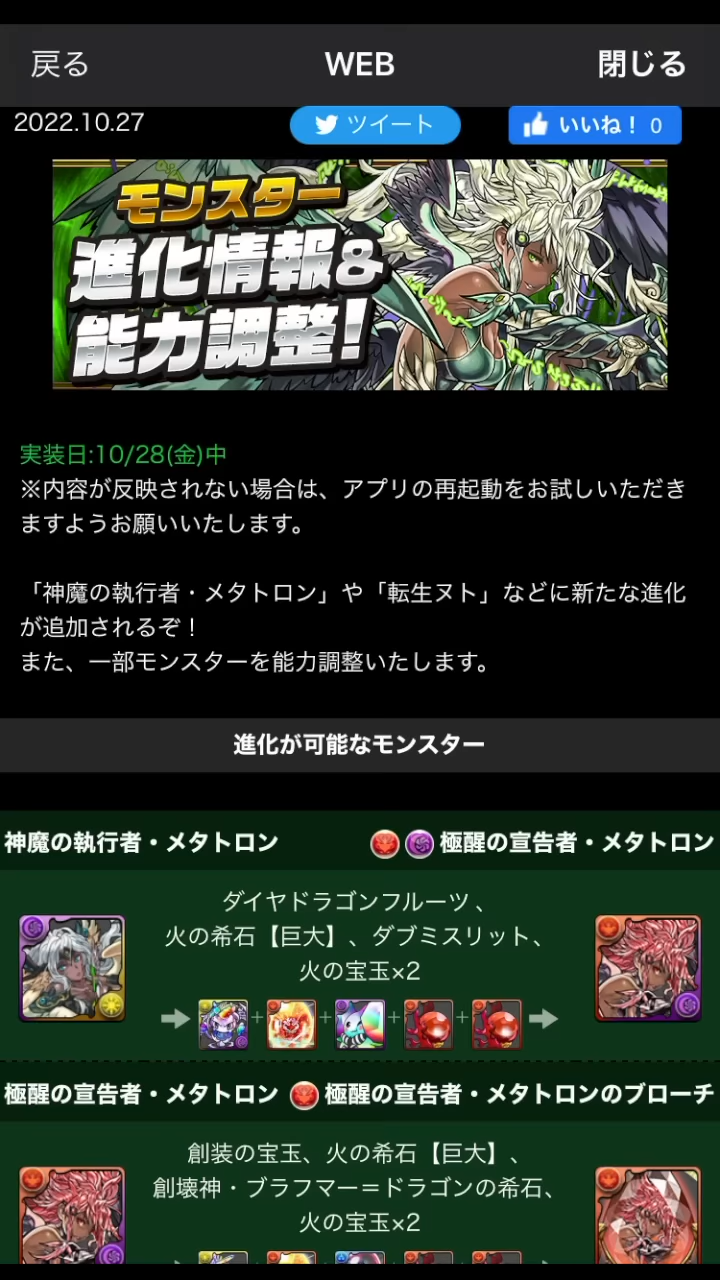 戻る WEB 閉じる
2022.10.27 ツイート いいね！ 0
モンスター
進化情報&
能力調整!
実装日:10/28(金)中
※内容が反映されない場合は、アプリの再起動をお試しいただき
ますようお願いいたします。
「神魔の執行者・メタトロン」や「転生ヌト」などに新たな進化
が追加されるぞ！
また、一部モンスターを能力調整いたします。
進化が可能なモンスター
神魔の執行者・メタトロン 極醒の宣告者・メタトロン
ダイヤドラゴンフルーツ、
火の希石【巨大】、ダブミスリット、
火の宝玉×2
+ + + +
極醒の宣告者・メタトロン 極醒の宣告者・メタトロンのブローチ
創装の宝玉、火の希石【巨大】、
創壊神・ブラフマー＝ドラゴンの希石、
火の宝玉×2